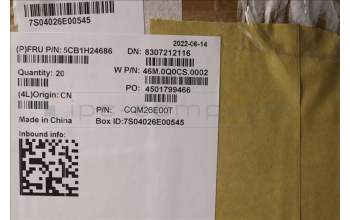 7S04026E00545
2022-06-14
(P)FRU P/N: 5CB1H24686 DN: 8307212116
Quantity: 20 W P/N: 46M.0Q0CS.0002
PO: 4501799466
(4L)Origin: CN
P/N: CQM26E00T
Made in China Box ID:7S04026E00545
Inbound info: